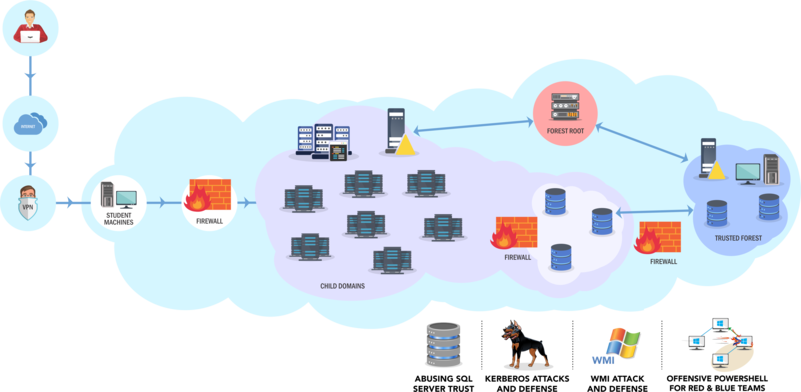 INTERNET
VPN
STUDENT
MACHINES
FIREWALL
CHILD DOMAINS
FOREST ROOT
FIREWALL
FIREWALL
TRUSTED FOREST
ABUSING SQL
SERVER TRUST
KERBEROS ATTACKS
AND DEFENSE
WMI
WMI ATTACK
AND DEFENSE
OFFENSIVE POWERSHELL
FOR RED & BLUE TEAMS